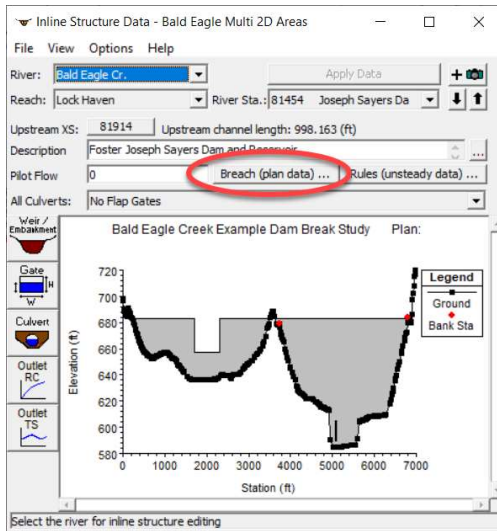 Inline Structure Data - Bald Eagle Multi 2D Areas
File View Options Help
River: Bald Eagle Cr. Apply Data
Reach: Lock Haven River Sta.: 81454 Joseph Sayers Da
Upstream XS: 81914 Upstream channel length: 998.163 (ft)
Description Foster Joseph Sayers Dam and Reservoir ...
Pilot Flow 0 Breach (plan data) ... Rules (unsteady data) ...
All Culverts: No Flap Gates
Weir /
Embankment
Gate
H
W
Culvert
Outlet
RC
Outlet
TS
Bald Eagle Creek Example Dam Break Study Plan:
Legend
Ground
Bank Sta
Elevation (ft)
720
700
680
660
640
620
600
580
0 1000 2000 3000 4000 5000 6000 7000
Station (ft)
Select the river for inline structure editing